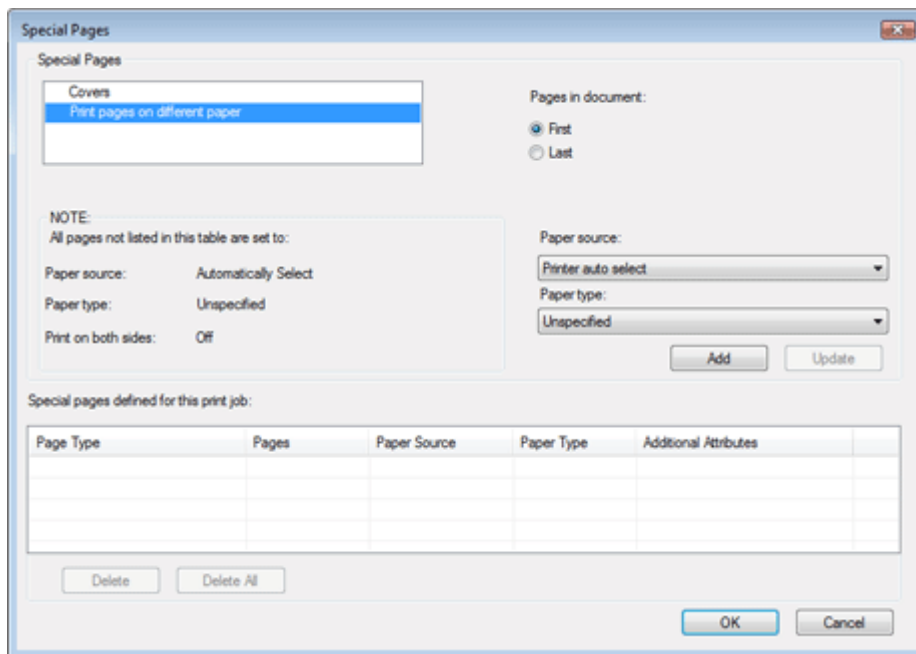 Special Pages
Special Pages
Covers
Print pages on different paper
Pages in document:
First
Last
NOTE:
All pages not listed in this table are set to:
Paper source: Automatically Select
Paper type: Unspecified
Print on both sides: Off
Paper source:
Printer auto select
Paper type:
Unspecified
Add Update
Special pages defined for this print job:
Page Type Pages Paper Source Paper Type Additional Attributes
Delete Delete All
OK Cancel